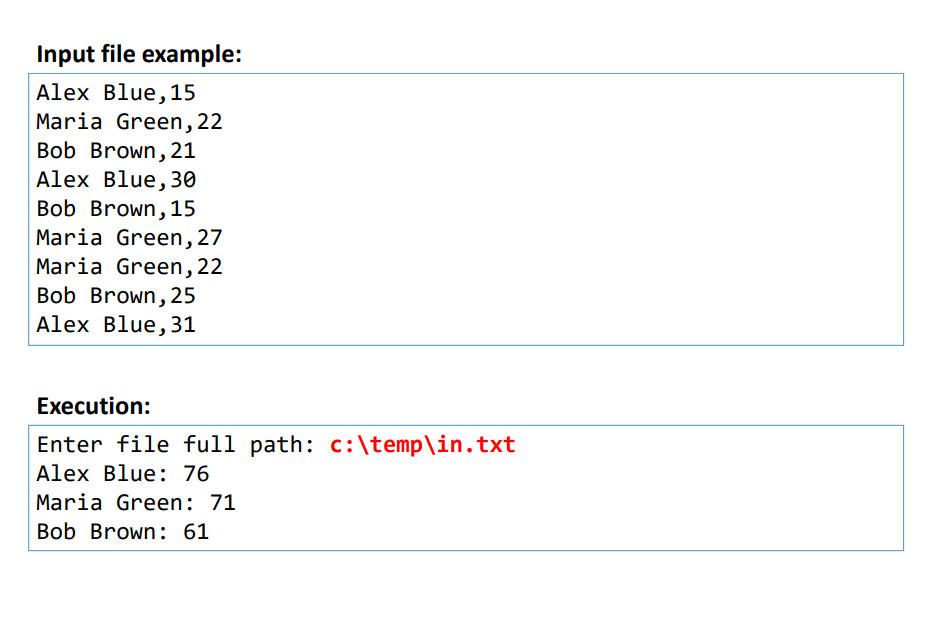 Input file example:
Alex Blue,15
Maria Green,22
Bob Brown,21
Alex Blue,30
Bob Brown,15
Maria Green,27
Maria Green,22
Bob Brown,25
Alex Blue,31
Execution:
Enter file full path: c:\temp\in.txt
Alex Blue: 76
Maria Green: 71
Bob Brown: 61